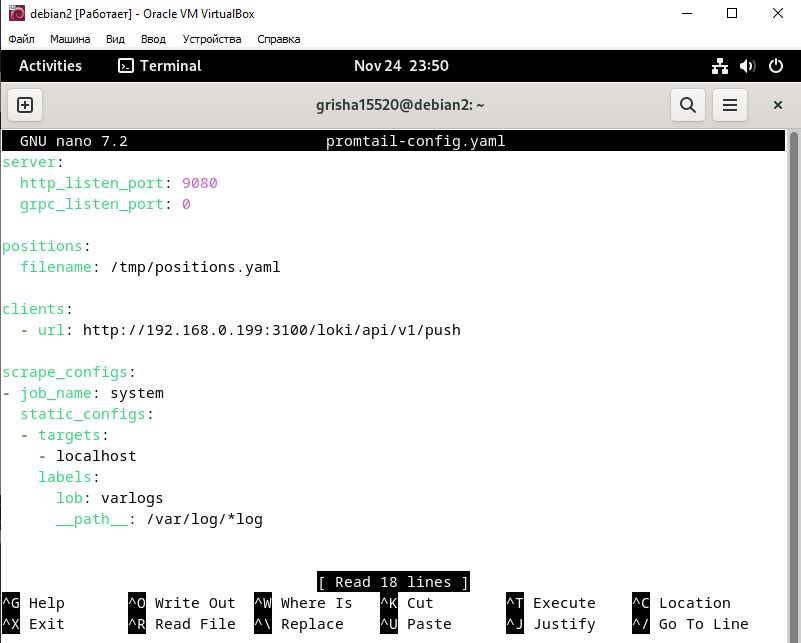 debian2 [Работает] - Oracle VM VirtualBox
Файл Машина Вид Ввод Устройства Справка
Activities Terminal Nov 24 23:50
grisha15520@debian2: ~
GNU nano 7.2 promtail-config.yaml
server:
  http_listen_port: 9080
  grpc_listen_port: 0

positions:
  filename: /tmp/positions.yaml

clients:
  - url: http://192.168.0.199:3100/loki/api/v1/push

scrape_configs:
- job_name: system
  static_configs:
  - targets:
    - localhost
    labels:
      lob: varlogs
      __path__: /var/log/*log

[ Read 18 lines ]
^G Help ^O Write Out ^W Where Is ^K Cut ^T Execute ^C Location
^X Exit ^R Read File ^\ Replace ^U Paste ^J Justify ^/ Go To Line